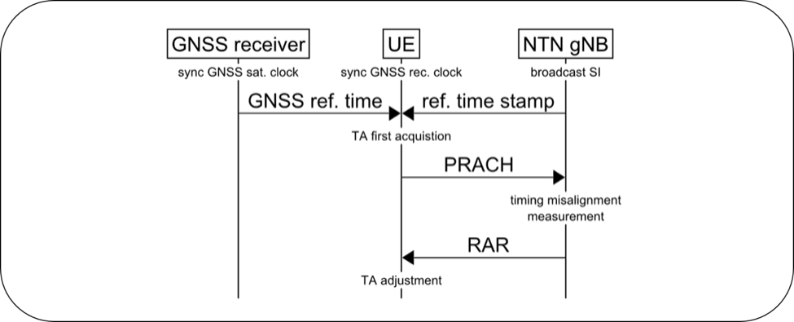 GNSS receiver UE NTN gNB
sync GNSS sat. clock sync GNSS rec. clock broadcast SI
GNSS ref. time ref. time stamp
TA first acquistion
PRACH
timing misalignment
measurement
RAR
TA adjustment